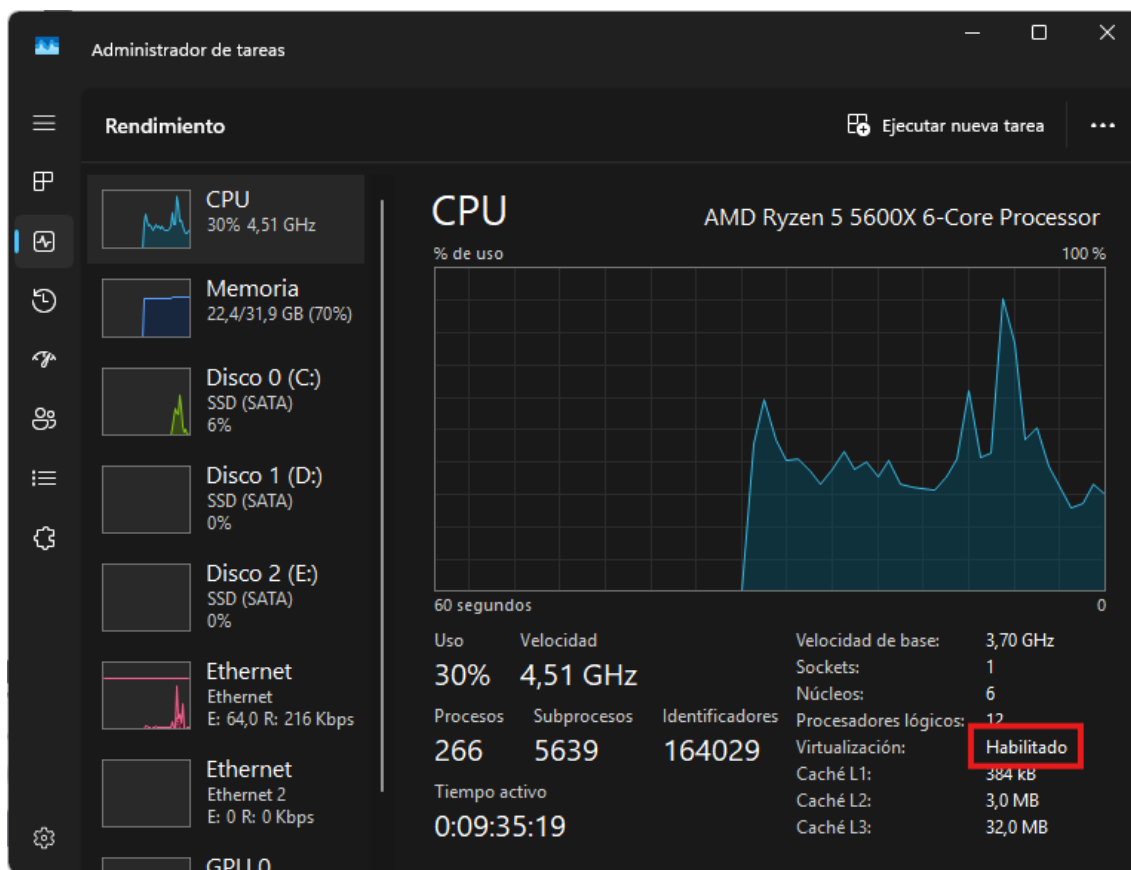 Administrador de tareas
Rendimiento
Ejecutar nueva tarea
CPU
30% 4,51 GHz
Memoria
22,4/31,9 GB (70%)
Disco 0 (C:)
SSD (SATA)
6%
Disco 1 (D:)
SSD (SATA)
0%
Disco 2 (E:)
SSD (SATA)
0%
Ethernet
Ethernet
E: 64,0 R: 216 Kbps
Ethernet
Ethernet 2
E: 0 R: 0 Kbps
GPU 0
CPU
AMD Ryzen 5 5600X 6-Core Processor
% de uso 100 %
60 segundos 0
Uso Velocidad
30% 4,51 GHz
Procesos Subprocesos Identificadores
266 5639 164029
Tiempo activo
0:09:35:19
Velocidad de base: 3,70 GHz
Sockets: 1
Núcleos: 6
Procesadores lógicos: 12
Virtualización: Habilitado
Caché L1: 384 kB
Caché L2: 3,0 MB
Caché L3: 32,0 MB